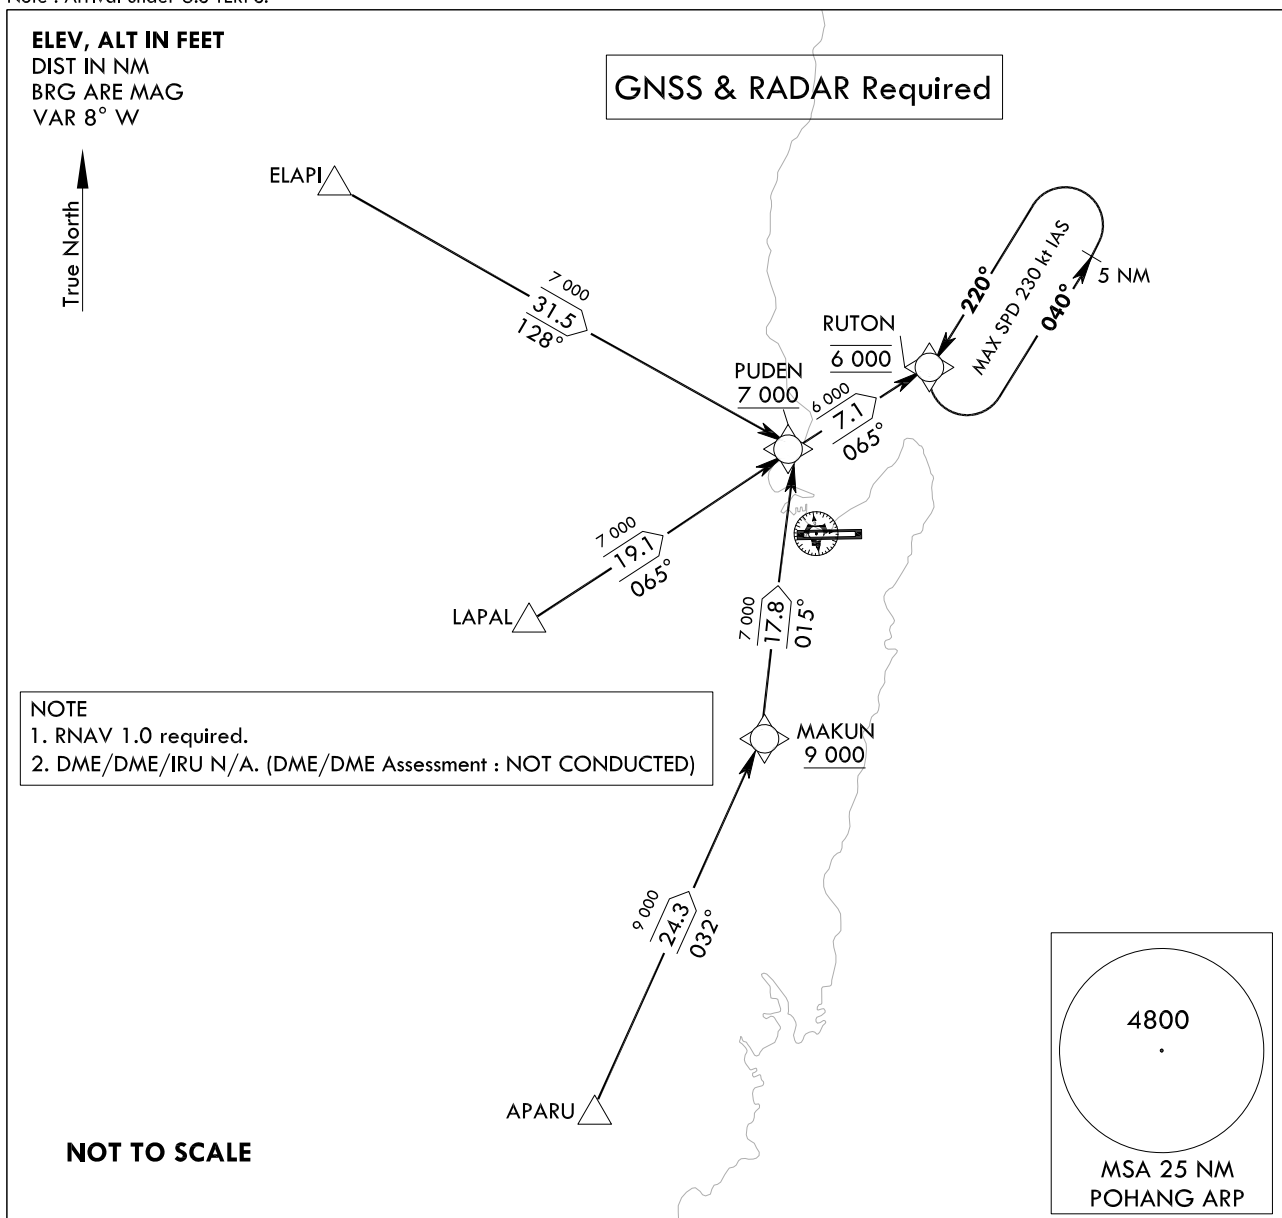 Note : Arrival under U.S TERPS.
ELEV, ALT IN FEET
DIST IN NM
BRG ARE MAG
VAR 8° W
True North
GNSS & RADAR Required
ELAPI
7 000
31.5
128°
RUTON
6 000
220°
MAX SPD 230 kt IAS
040°
5 NM
PUDEN
7 000
6 000
7.1
065°
7 000
19.1
065°
LAPAL
7 000
17.8
015°
NOTE
1. RNAV 1.0 required.
2. DME/DME/IRU N/A. (DME/DME Assessment : NOT CONDUCTED)
MAKUN
9 000
9 000
24.3
032°
APARU
NOT TO SCALE
4800
MSA 25 NM
POHANG ARP